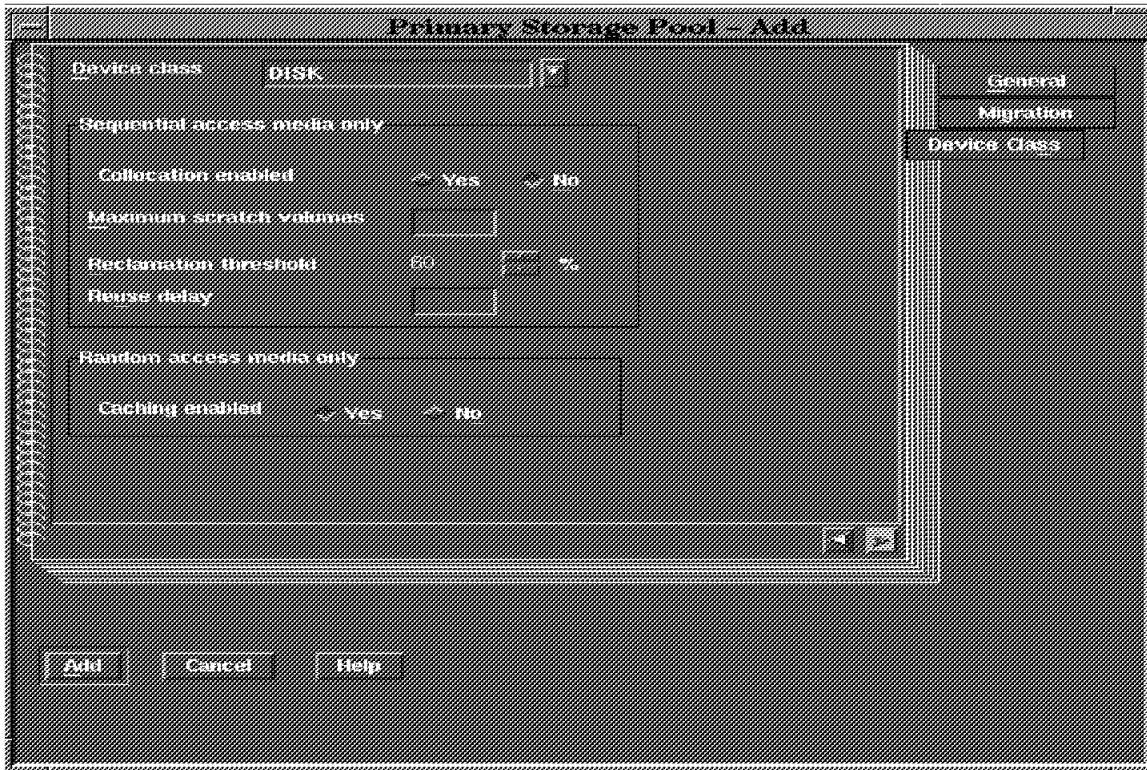 Primary Storage Pool – Add
Device class DISK
General
Migration
Device Class
Sequential access media only
Collocation enabled Yes No
Maximum scratch volumes
Reclamation threshold 60 %
Reuse delay
Random access media only
Caching enabled Yes No
Add Cancel Help